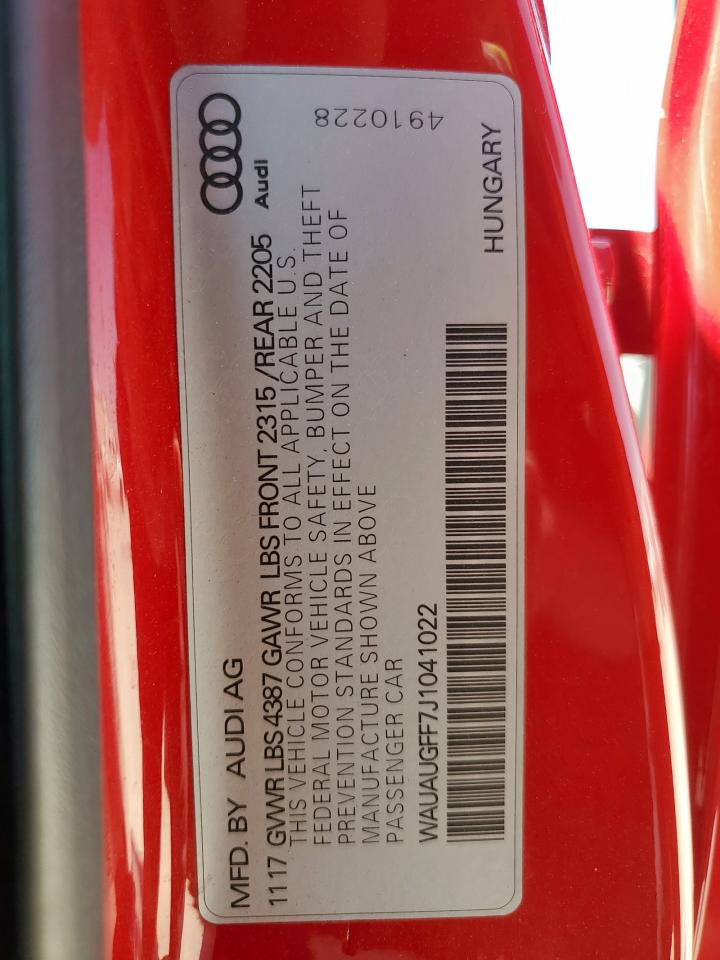 MFD. BY AUDI AG
11 17 GVWR LBS 4387 GAWR LBS FRONT 2315 /REAR 2205
Audi
THIS VEHICLE CONFORMS TO ALL APPLICABLE U.S.
FEDERAL MOTOR VEHICLE SAFETY, BUMPER AND THEFT
PREVENTION STANDARDS IN EFFECT ON THE DATE OF
MANUFACTURE SHOWN ABOVE
PASSENGER CAR
4910228
WAUAUGFF7J1041022
HUNGARY